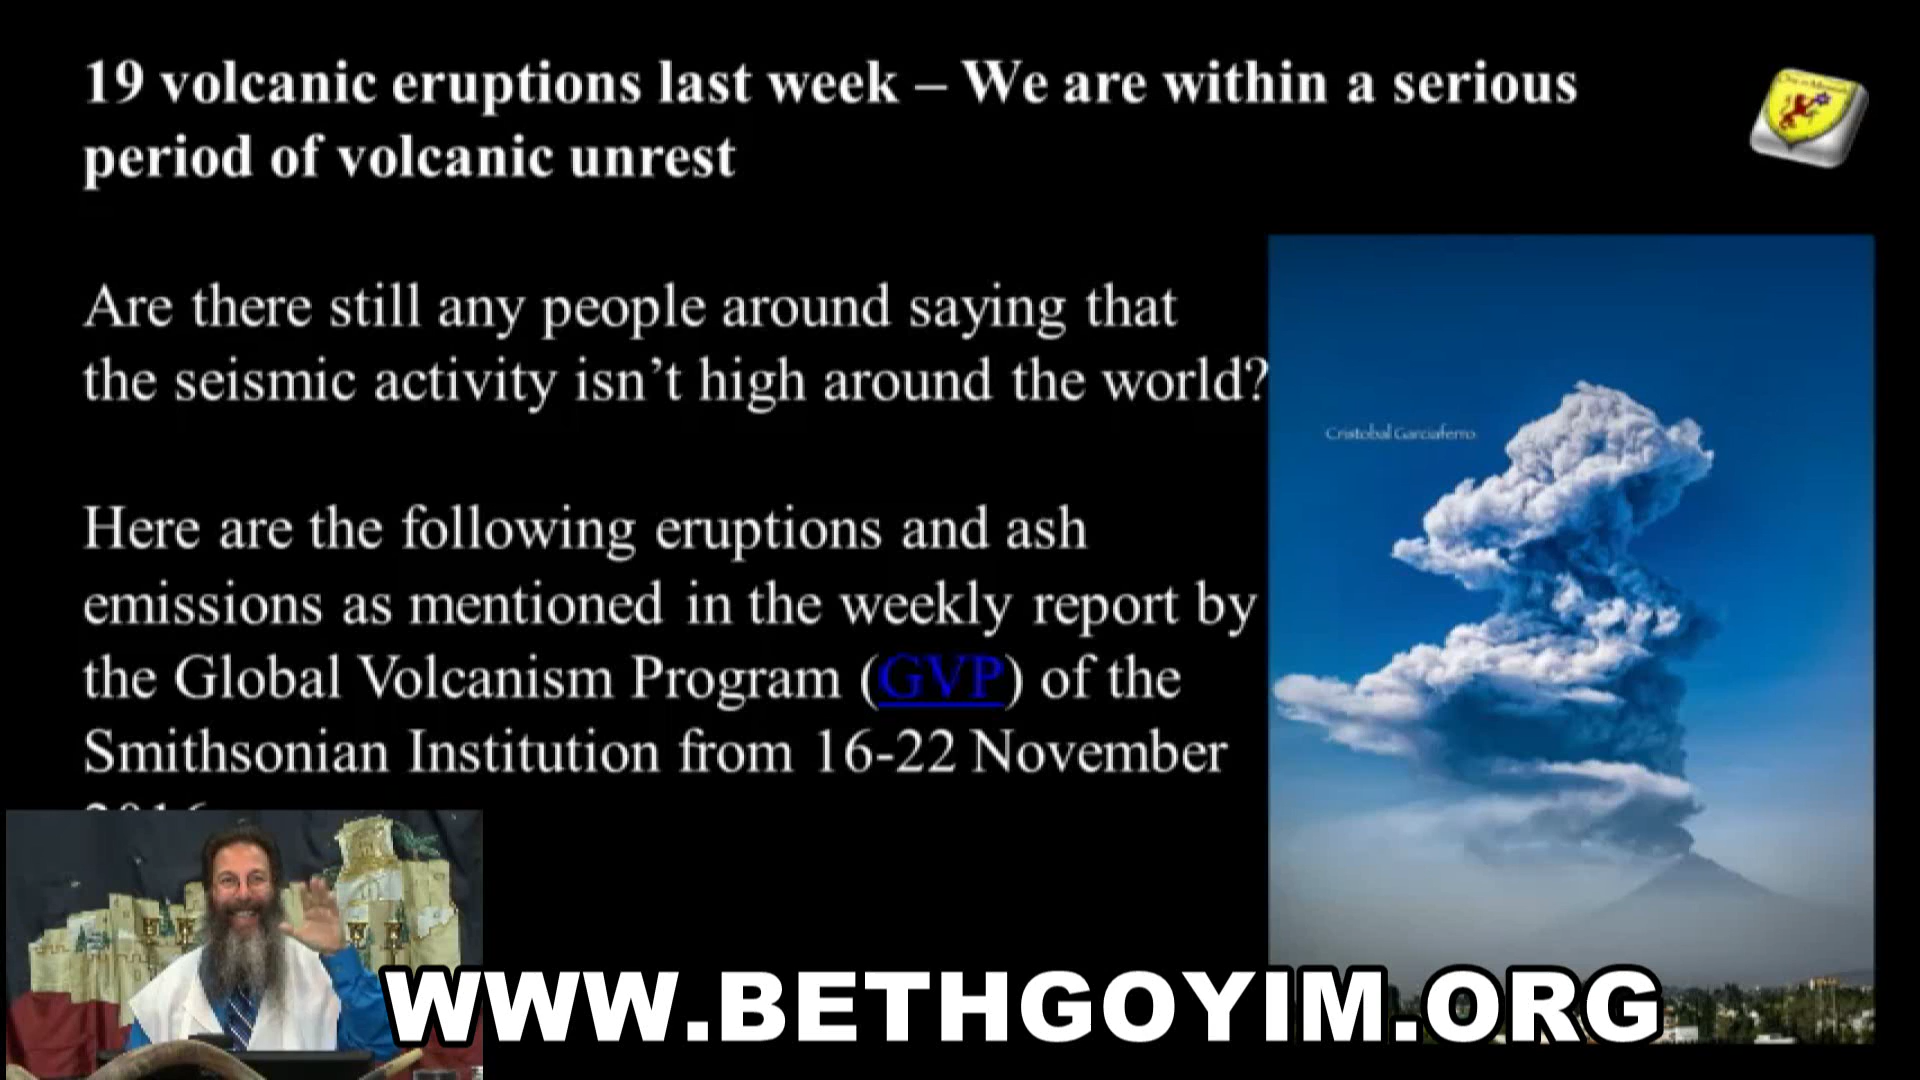 19 volcanic eruptions last week – We are within a serious
period of volcanic unrest
Are there still any people around saying that
the seismic activity isn’t high around the world?
Cristobal Garciaferro
Here are the following eruptions and ash
emissions as mentioned in the weekly report by
the Global Volcanism Program (GVP) of the
Smithsonian Institution from 16-22 November
WWW.BETHGOYIM.ORG